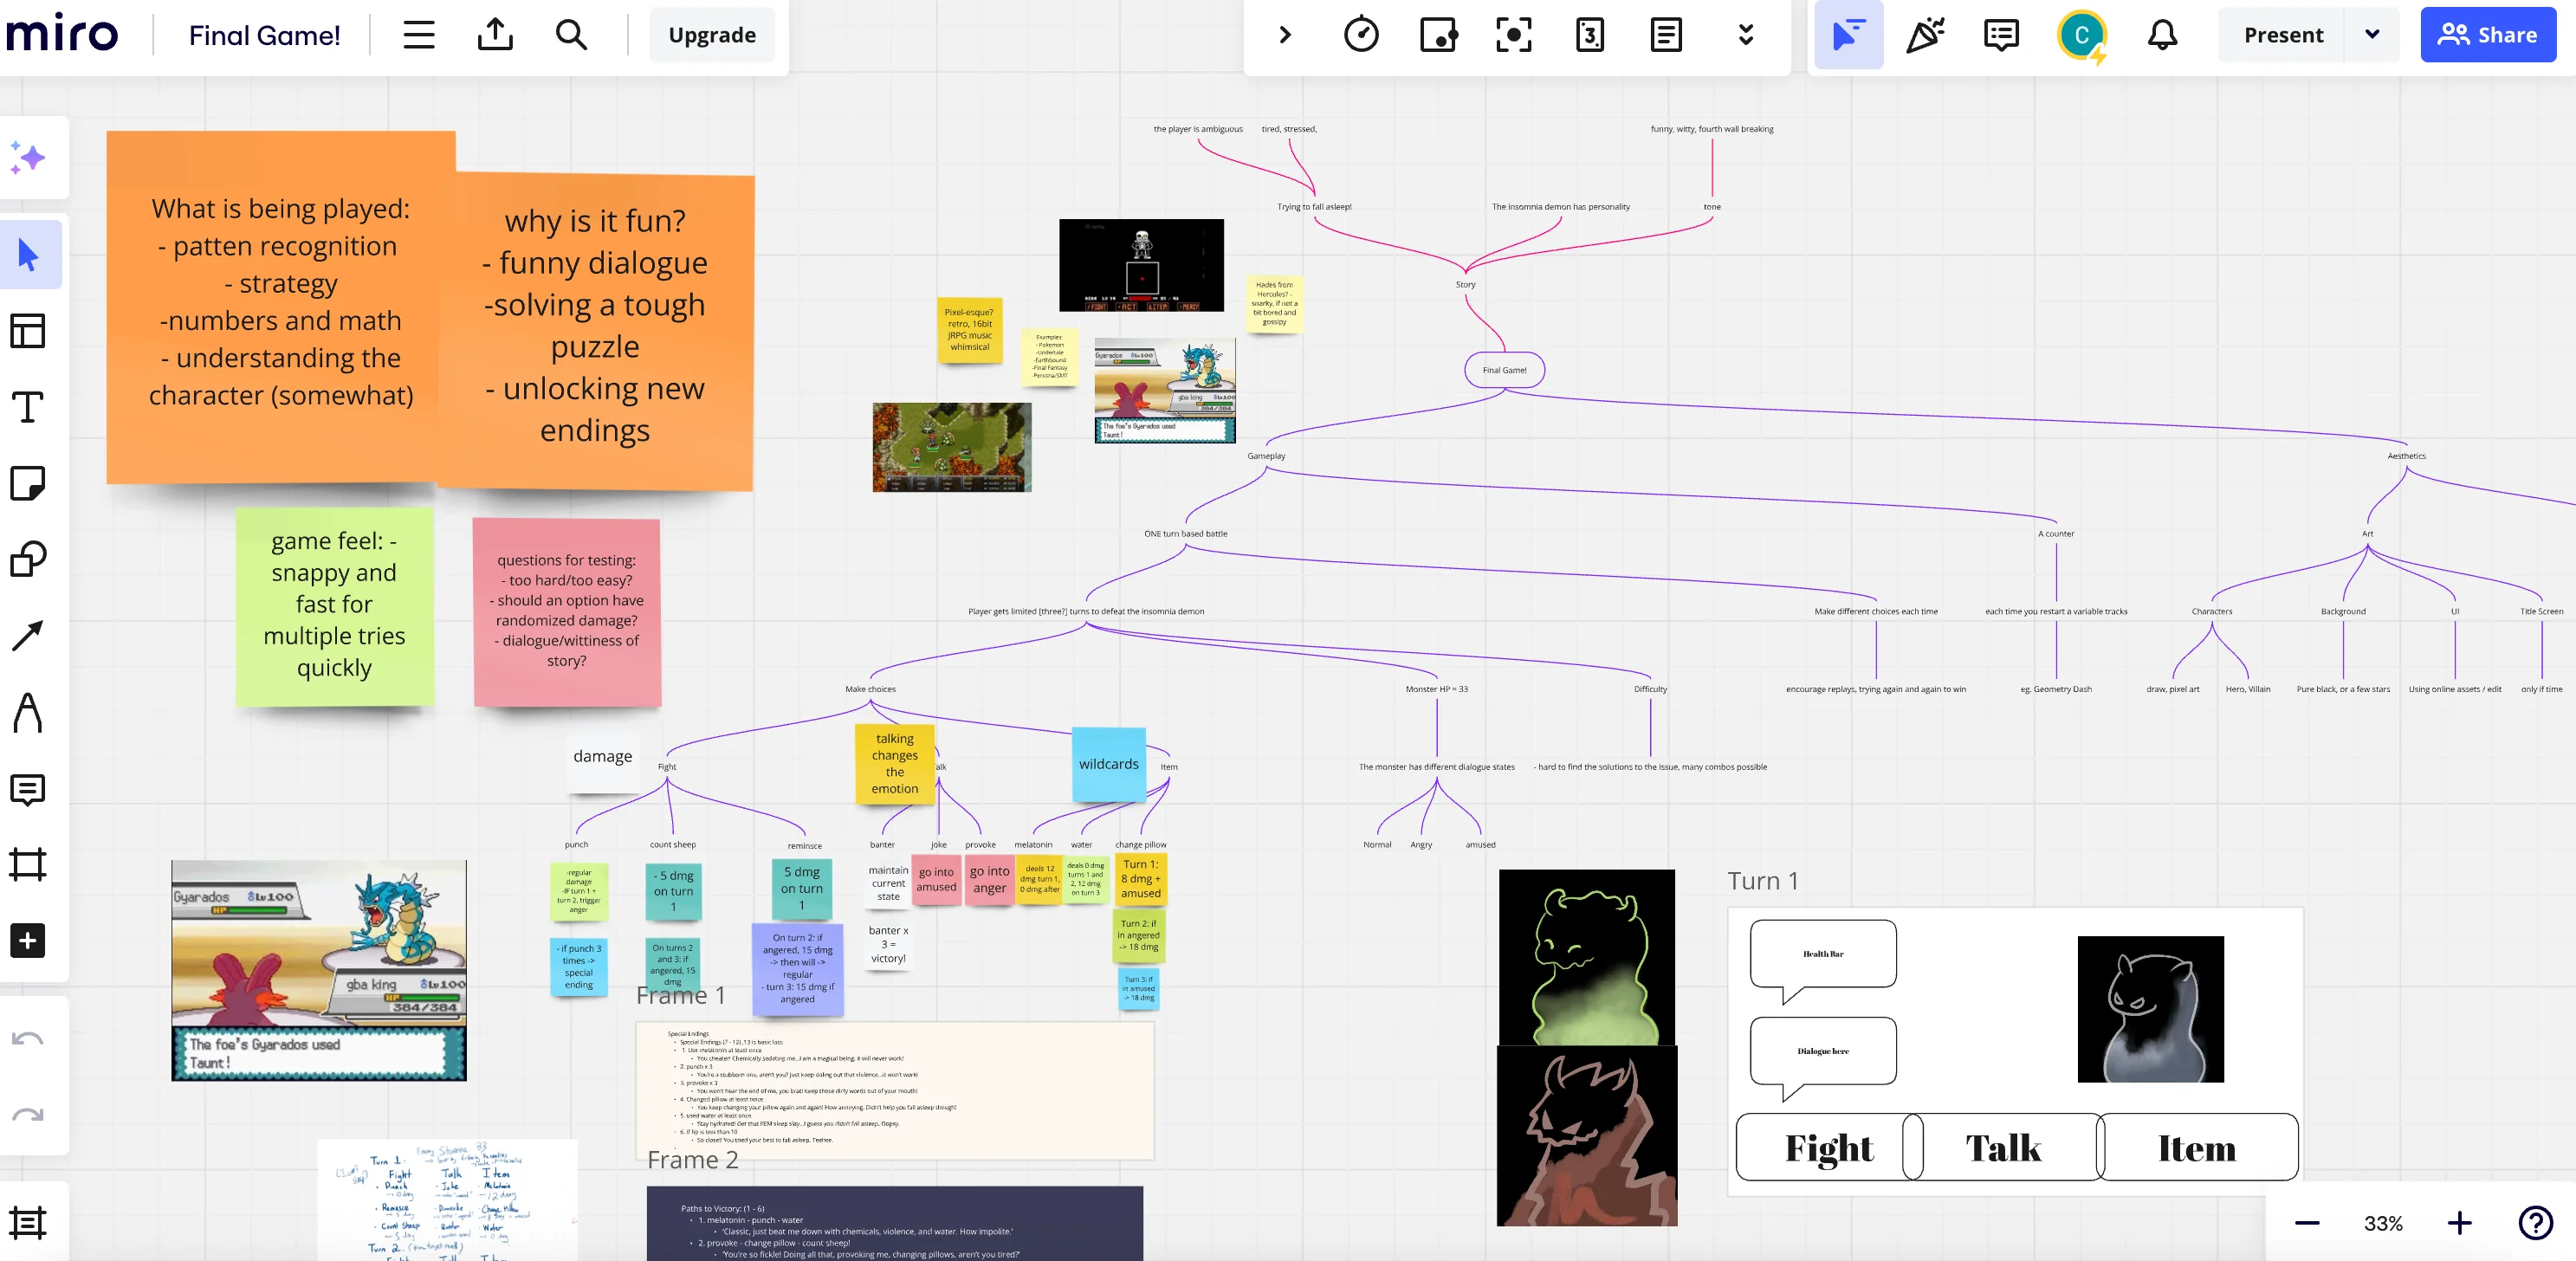 miro
Final Game!
Upgrade
Present
Share
What is being played:
- patten recognition
- strategy
-numbers and math
- understanding the
character (somewhat)
why is it fun?
- funny dialogue
-solving a tough
puzzle
- unlocking new
endings
game feel: -
snappy and
fast for
multiple tries
quickly
questions for testing:
- too hard/too easy?
- should an option have
randomized damage?
- dialogue/wittiness of
story?
the player is ambiguous
tired, stressed,
funny, witty, fourth wall breaking
Trying to fall asleep!
The insomnia demon has personality
tone
Story
Final Game!
Pixel-esque?
retro, 16bit
JRPG music
whimsical
Examples:
- Pokemon
-Undertale
-Earthbound
-Final Fantasy
-Persona/SMT
Hades from
Hercules? -
snarky, if not a
bit bored and
gossipy
Gyarados Lv100
gba king
384/384
The foe's Gyarados used
Taunt!
Gameplay
Aesthetics
ONE turn based battle
A counter
Art
Player gets limited [three?] turns to defeat the insomnia demon
Make different choices each time
each time you restart a variable tracks
Characters
Background
UI
Title Screen
Make choices
Monster HP = 33
Difficulty
encourage replays, trying again and again to win
eg. Geometry Dash
draw, pixel art
Hero, Villain
Pure black, or a few stars
Using online assets / edit
only if time
damage
Fight
talking
changes
the
emotion
alk
wildcards
Item
The monster has different dialogue states
- hard to find the solutions to the issue, many combos possible
punch
count sheep
reminsce
banter
joke
provoke
melatonin
water
change pillow
Normal
Angry
amused
-regular
damage
-IF turn 1 +
turn 2, trigger
anger
- if punch 3
times ->
special
ending
- 5 dmg
on turn
1
On turns 2
and 3: if
angered, 15
dmg
5 dmg
on turn
1
On turn 2: if
angered, 15 dmg
-> then will ->
regular
- turn 3: 15 dmg if
angered
maintain
current
state
banter x
3 =
victory!
go into
amused
go into
anger
deals 12
dmg turn 1,
0 dmg after
deals 0 dmg
turns 1 and
2, 12 dmg
on turn 3
Turn 1:
8 dmg +
amused
Turn 2: if
in angered
-> 18 dmg
Turn 3: if
in amused
-> 18 dmg
Gyarados Lv100
HP
gba king Lv100
HP
384/384
The foe's Gyarados used
Taunt!
Frame 1
Special Endings
• Special Endings (7 - 12), 13 is basic loss
• 1. Use melatonin at least once
• You cheater! Chemically sedating me...I am a magical being, it will never work!
• 2. punch x 3
• You're a stubborn one, aren't you? Just keep doling out that violence...it won't work!
• 3. provoke x 3
• You won't hear the end of me, you brat! Keep those dirty words out of your mouth!
• 4. Changed pillow at least twice
• You keep changing your pillow again and again! How annoying. Didn't help you fall asleep though!
• 5. used water at least once
• Stay hydrated! Get that REM sleep slay...I guess you didn't fall asleep. Oopsy.
• 6. If hp is less than 10
• So close! You tried your best to fall asleep. Teehee.
Frame 2
Paths to Victory: (1 - 6)
• 1. melatonin - punch - water
• 'Classic, just beat me down with chemicals, violence, and water. How impolite.'
• 2. provoke - change pillow - count sheep!
• 'You're so fickle! Doing all that, provoking me, changing pillows, aren't you tired?'
Turn 1:
Fight
Talk
Item
Punch
Joke
Melatonin
Change Pillow
Count Sheep
Water
Turn 2
Turn 1
Health Bar
Dialogue here
Fight
Talk
Item
33%